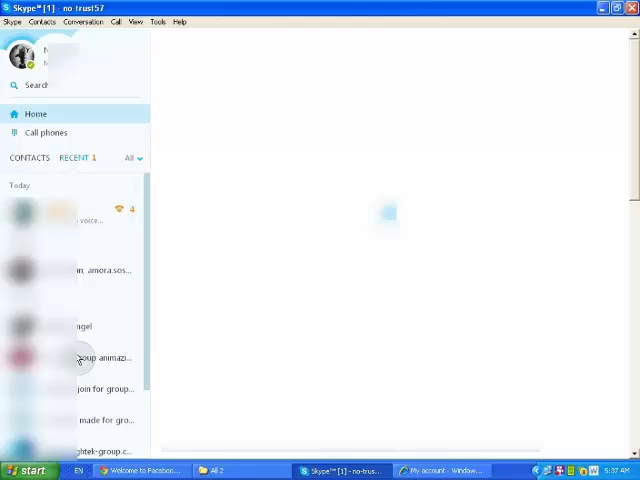 Skype™ [1] - no-trust57
Skype Contacts Conversation Call View Tools Help
N
M
Search
Home
Call phones
CONTACTS RECENT 1 All
Today
4
voice...
n, amora.sos...
ngel
oup animazi...
join for group...
made for gro...
ghtek-group.c...
start EN Welcome to Faceboo... All 2 Skype™ [1] - no-trus... My account - Window... W 5:37 AM